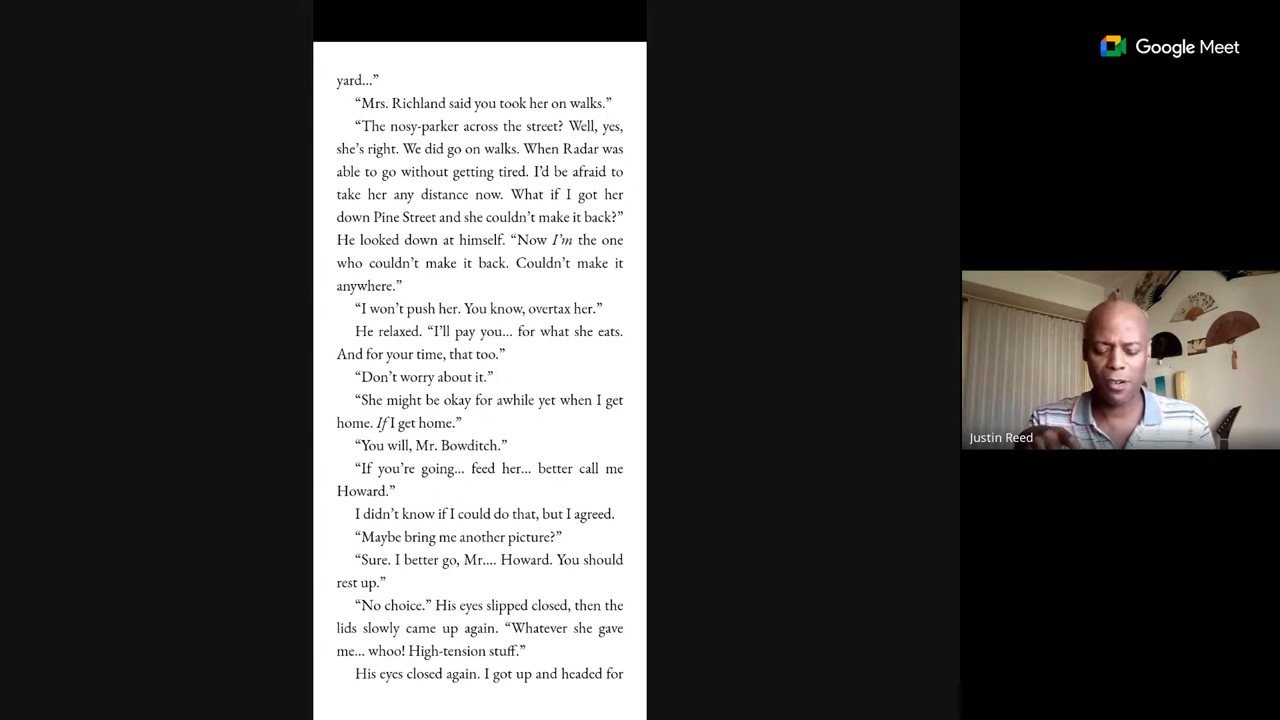 yard…”
“Mrs. Richland said you took her on walks.”
“The nosy-parker across the street? Well, yes,
she’s right. We did go on walks. When Radar was
able to go without getting tired. I’d be afraid to
take her any distance now. What if I got her
down Pine Street and she couldn’t make it back?”
He looked down at himself. “Now I’m the one
who couldn’t make it back. Couldn’t make it
anywhere.”
“I won’t push her. You know, overtax her.”
He relaxed. “I’ll pay you… for what she eats.
And for your time, that too.”
“Don’t worry about it.”
“She might be okay for awhile yet when I get
home. If I get home.”
“You will, Mr. Bowditch.”
“If you’re going… feed her… better call me
Howard.”
I didn’t know if I could do that, but I agreed.
“Maybe bring me another picture?”
“Sure. I better go, Mr.… Howard. You should
rest up.”
“No choice.” His eyes slipped closed, then the
lids slowly came up again. “Whatever she gave
me… whoo! High-tension stuff.”
His eyes closed again. I got up and headed for
Google Meet
Justin Reed